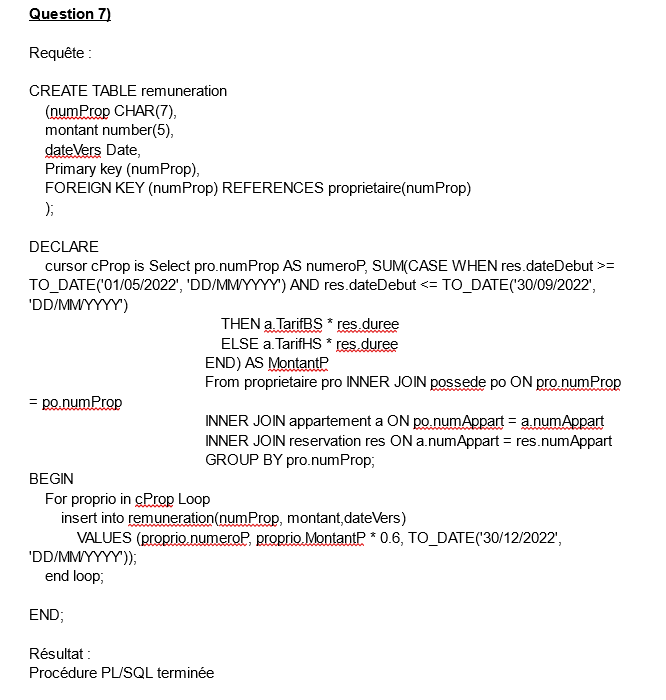 Question 7)
Requête :
CREATE TABLE remuneration
(numProp CHAR(7),
montant number(5),
dateVers Date,
Primary key (numProp),
FOREIGN KEY (numProp) REFERENCES proprietaire(numProp)
);
DECLARE
cursor cProp is Select pro.numProp AS numeroP, SUM(CASE WHEN res.dateDebut >=
TO_DATE('01/05/2022', 'DD/MM/YYYY') AND res.dateDebut <= TO_DATE('30/09/2022',
'DD/MM/YYYY')
THEN a.TarifBS * res.duree
ELSE a.TarifHS * res.duree
END) AS MontantP
From proprietaire pro INNER JOIN possede po ON pro.numProp
= po.numProp
INNER JOIN appartement a ON po.numAppart = a.numAppart
INNER JOIN reservation res ON a.numAppart = res.numAppart
GROUP BY pro.numProp;
BEGIN
For proprio in cProp Loop
insert into remuneration(numProp, montant,dateVers)
VALUES (proprio.numeroP, proprio.MontantP * 0.6, TO_DATE('30/12/2022',
'DD/MM/YYYY'));
end loop;
END;
Résultat :
Procédure PL/SQL terminée